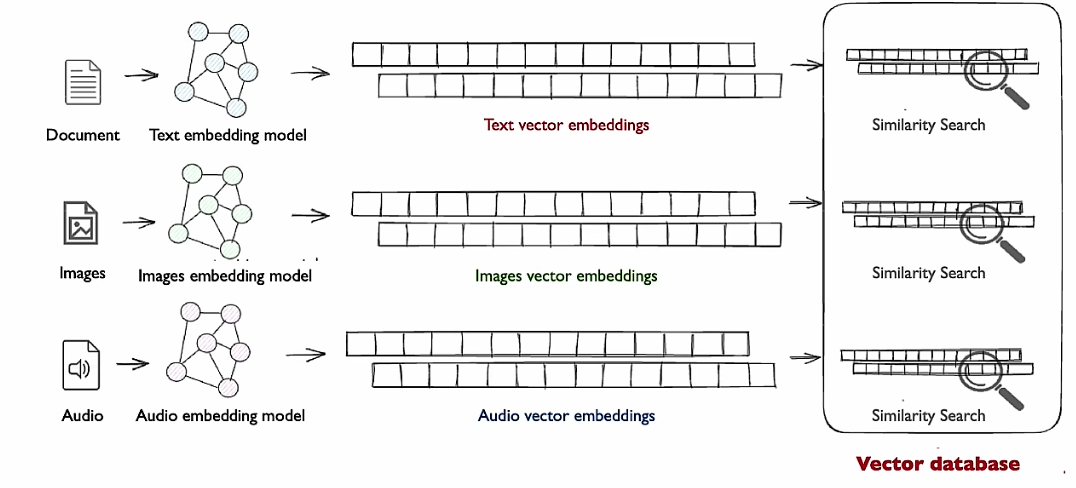 Document
Text embedding model
Text vector embeddings
Similarity Search
Images
Images embedding model
Images vector embeddings
Similarity Search
Audio
Audio embedding model
Audio vector embeddings
Similarity Search
Vector database